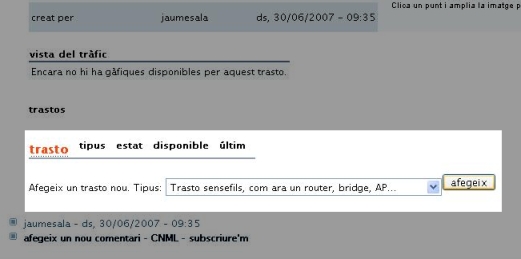 Clica un punt i amplia la imatge p
creat per jaumesala ds, 30/06/2007 - 09:35
vista del tràfic
Encara no hi ha gàfiques disponibles per aquest trasto.
trastos
trasto tipus estat disponible últim
Afegeix un trasto nou. Tipus: Trasto sensefils, com ara un router, bridge, AP... afegeix
jaumesala - ds, 30/06/2007 - 09:35
afegeix un nou comentari - CNML - subscriure'm